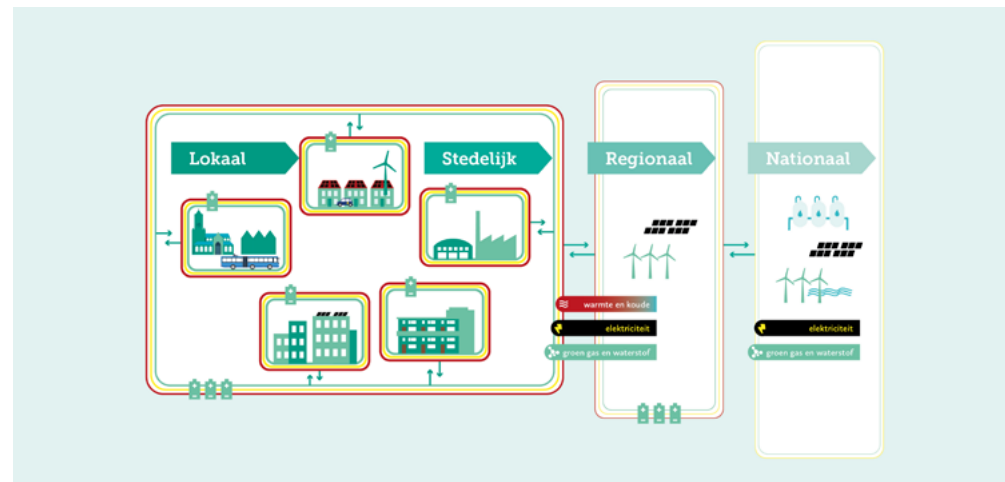 Lokaal
Stedelijk
Regionaal
Nationaal
warmte en koude
elektriciteit
groen gas en waterstof
elektriciteit
groen gas en waterstof